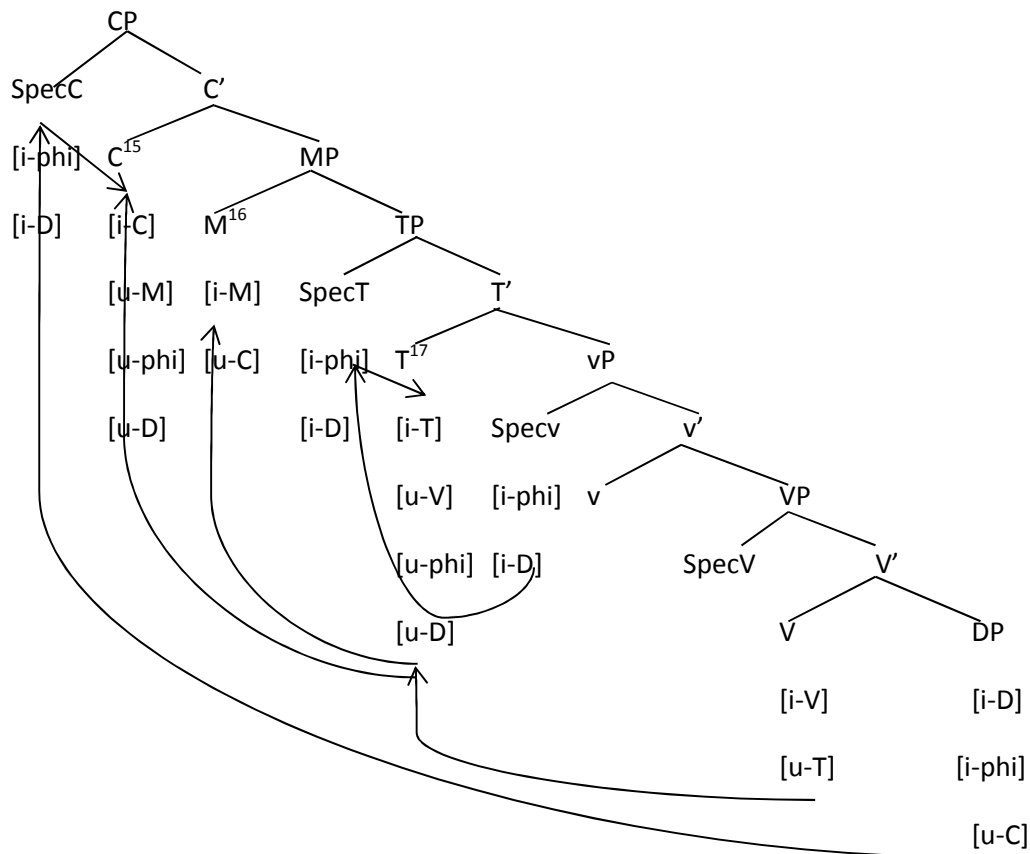 CP
SpecC C’
[i-phi] C15 MP
[i-D] [i-C] M16 TP
[u-M] [i-M] SpecT T’
[u-phi] [u-C] [i-phi] T17 vP
[u-D] [i-D] [i-T] Specv v’
[u-V] [i-phi] v VP
[u-phi] [i-D] SpecV V’
[u-D] V DP
[i-V] [i-D]
[u-T] [i-phi]
[u-C]